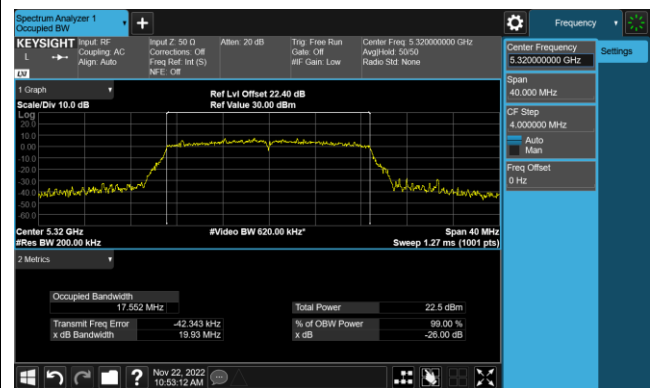 Spectrum Analyzer 1
Occupied BW
Frequency
KEYSIGHT
L
LXI
Input: RF
Coupling: AC
Align: Auto
Input Z: 50 Ω
Corrections: Off
Freq Ref: Int (S)
NFE: Off
Atten: 20 dB
Trig: Free Run
Gate: Off
#IF Gain: Low
Center Freq: 5.320000000 GHz
Avg|Hold: 50/50
Radio Std: None
Center Frequency
5.320000000 GHz
Settings
Span
40.000 MHz
CF Step
4.000000 MHz
Auto
Man
Freq Offset
0 Hz
1 Graph
Scale/Div 10.0 dB
Ref Lvl Offset 22.40 dB
Ref Value 30.00 dBm
Log
20.0
10.0
0.00
-10.0
-20.0
-30.0
-40.0
-50.0
-60.0
Center 5.32 GHz
#Video BW 620.00 kHz*
Span 40 MHz
#Res BW 200.00 kHz
Sweep 1.27 ms (1001 pts)
2 Metrics
Occupied Bandwidth
17.552 MHz
Total Power 22.5 dBm
Transmit Freq Error -42.343 kHz
% of OBW Power 99.00 %
x dB Bandwidth 19.93 MHz
x dB -26.00 dB
?
Nov 22, 2022
10:53:12 AM